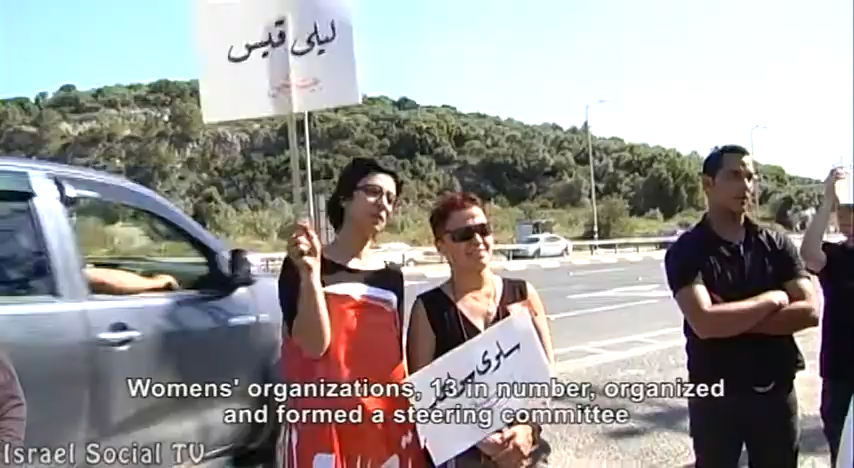 ليلى قيس
سلوى
Womens' organizations, 13 in number, organized
and formed a steering committee
Israel Social TV